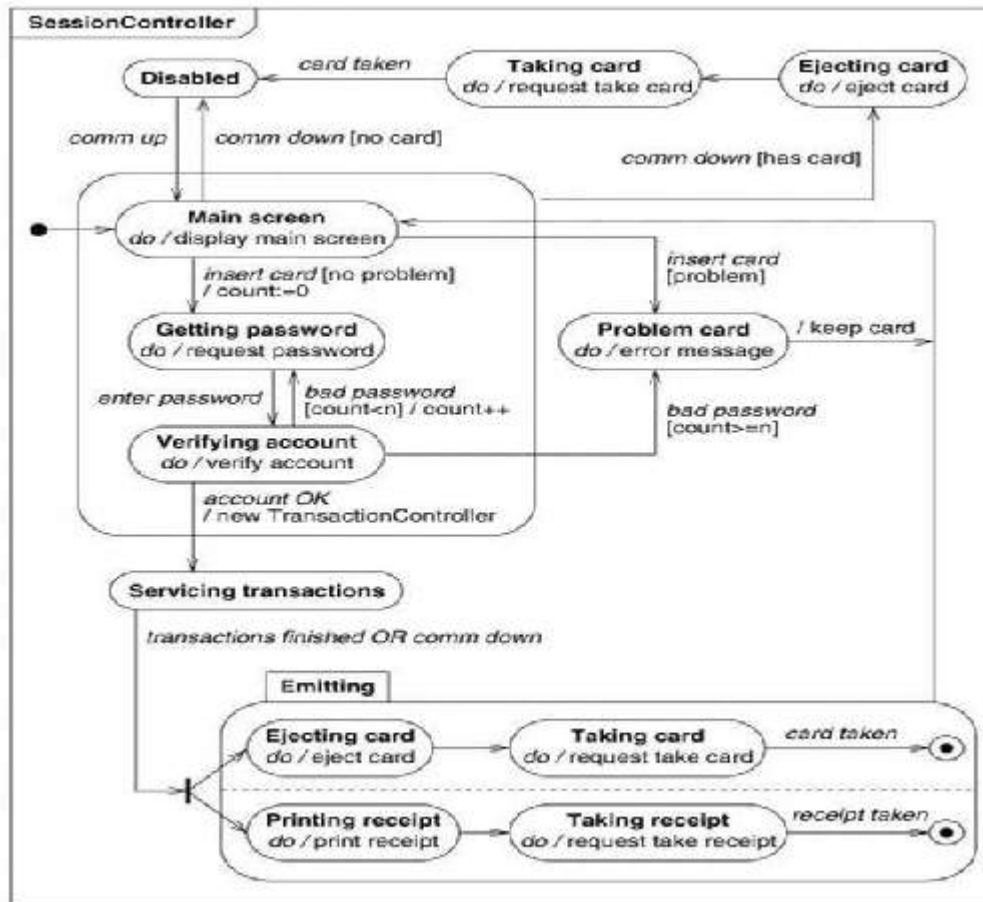 SessionController
Disabled
card taken
Taking card
do / request take card
Ejecting card
do / eject card
comm up
comm down [no card]
comm down [has card]
Main screen
do / display main screen
insert card [no problem]
/ count:=0
insert card
[problem]
Getting password
do / request password
Problem card
do / error message
/ keep card
enter password
bad password
[count<n] / count++
bad password
[count>=n]
Verifying account
do / verify account
account OK
/ new TransactionController
Servicing transactions
transactions finished OR comm down
Emitting
Ejecting card
do / eject card
Taking card
do / request take card
card taken
Printing receipt
do / print receipt
Taking receipt
do / request take receipt
receipt taken